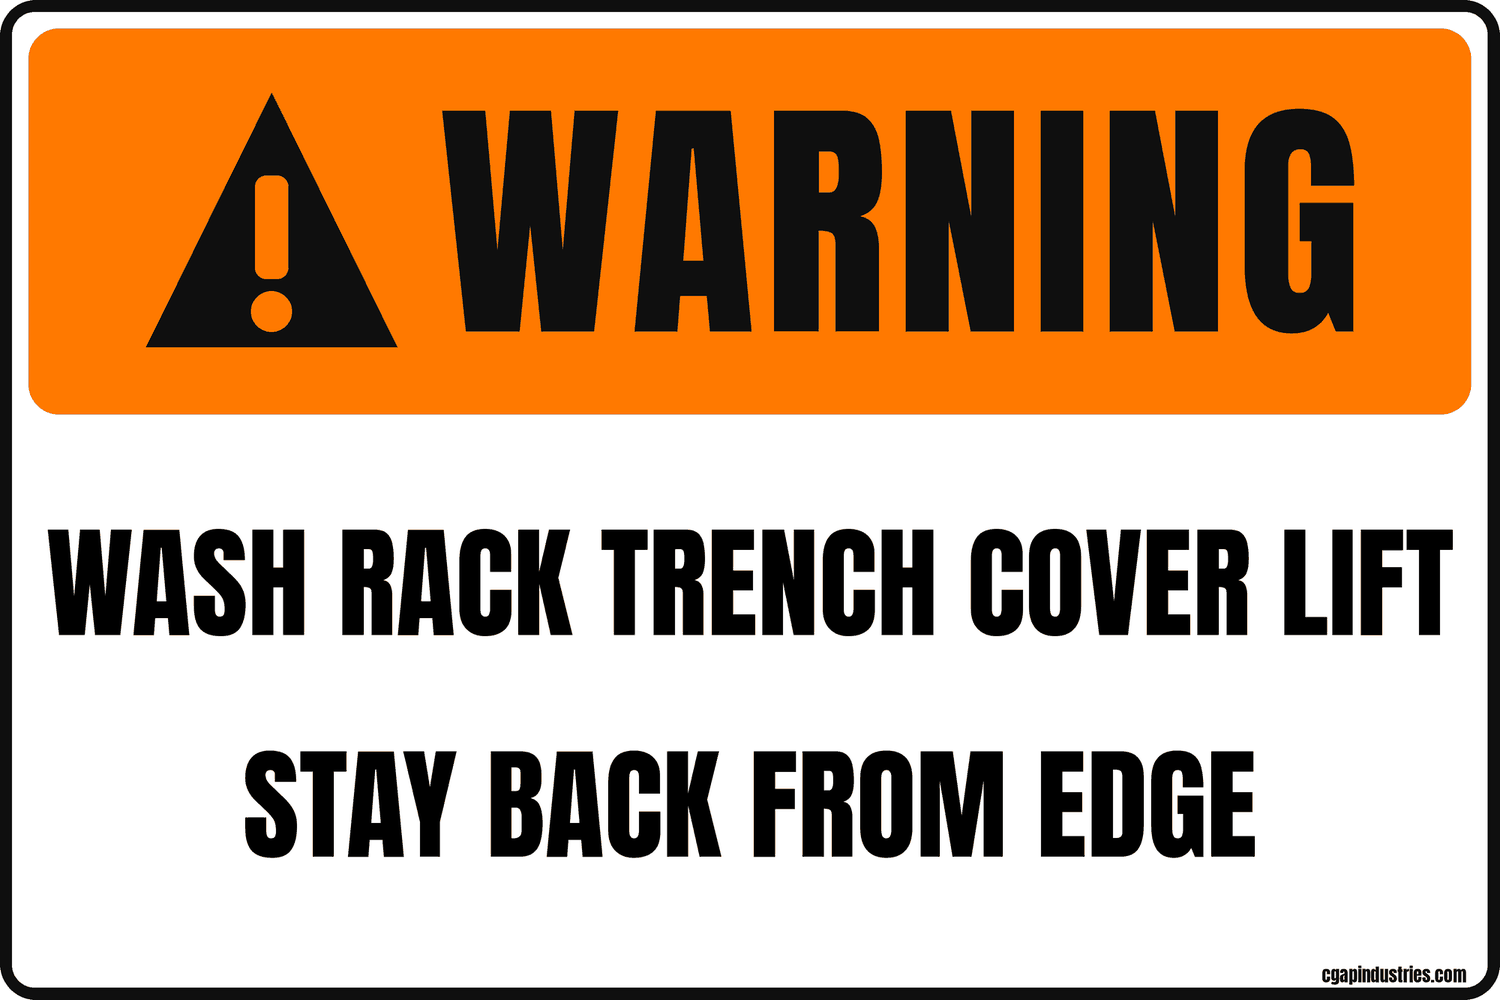 WARNING
WASH RACK TRENCH COVER LIFT
STAY BACK FROM EDGE
cgapindustries.com